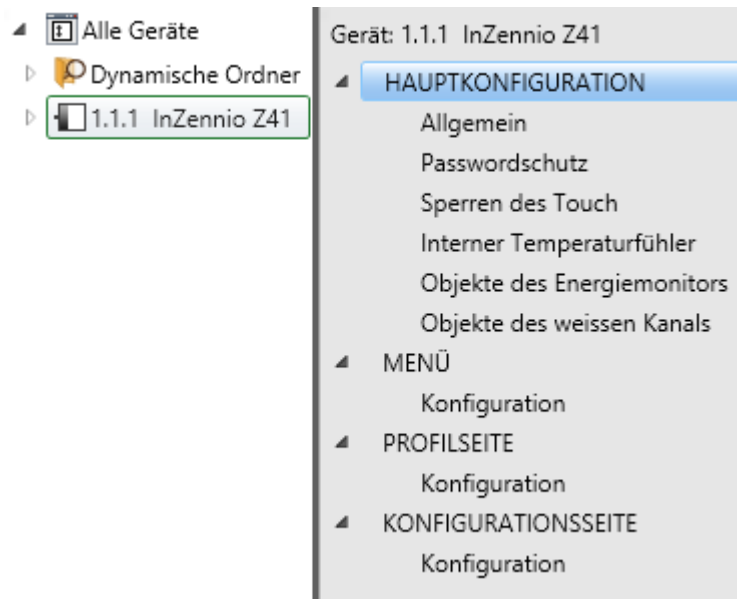 Alle Geräte
Dynamische Ordner
1.1.1 InZennio Z41
Gerät: 1.1.1 InZennio Z41
HAUPTKONFIGURATION
Allgemein
Passwordschutz
Sperren des Touch
Interner Temperaturfühler
Objekte des Energiemonitors
Objekte des weissen Kanals
MENÜ
Konfiguration
PROFILSEITE
Konfiguration
KONFIGURATIONSSEITE
Konfiguration